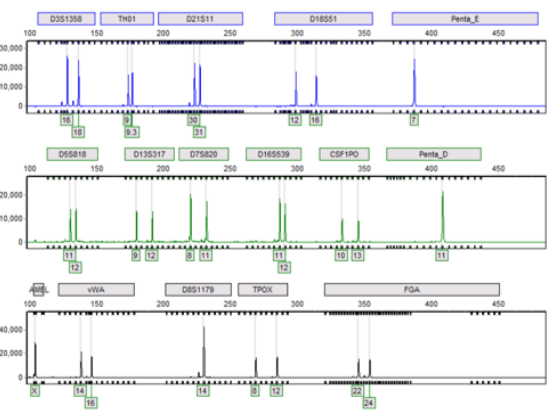 D3S1358 TH01 D21S11 D18S51 Penta_E
100 150 200 250 300 350 400 450
30,000
20,000
10,000
0
16 9 30 12 16 7
18 9.3 31
D5S818 D13S317 D7S820 D16S539 CSF1PO Penta_D
100 150 200 250 300 350 400 450
20,000
10,000
0
11 9 12 8 11 11 10 13 11
12 12
AMEL vWA D8S1179 TPOX FGA
100 150 200 250 300 350 400 450
40,000
20,000
0
X 14 14 8 12 22
16 24